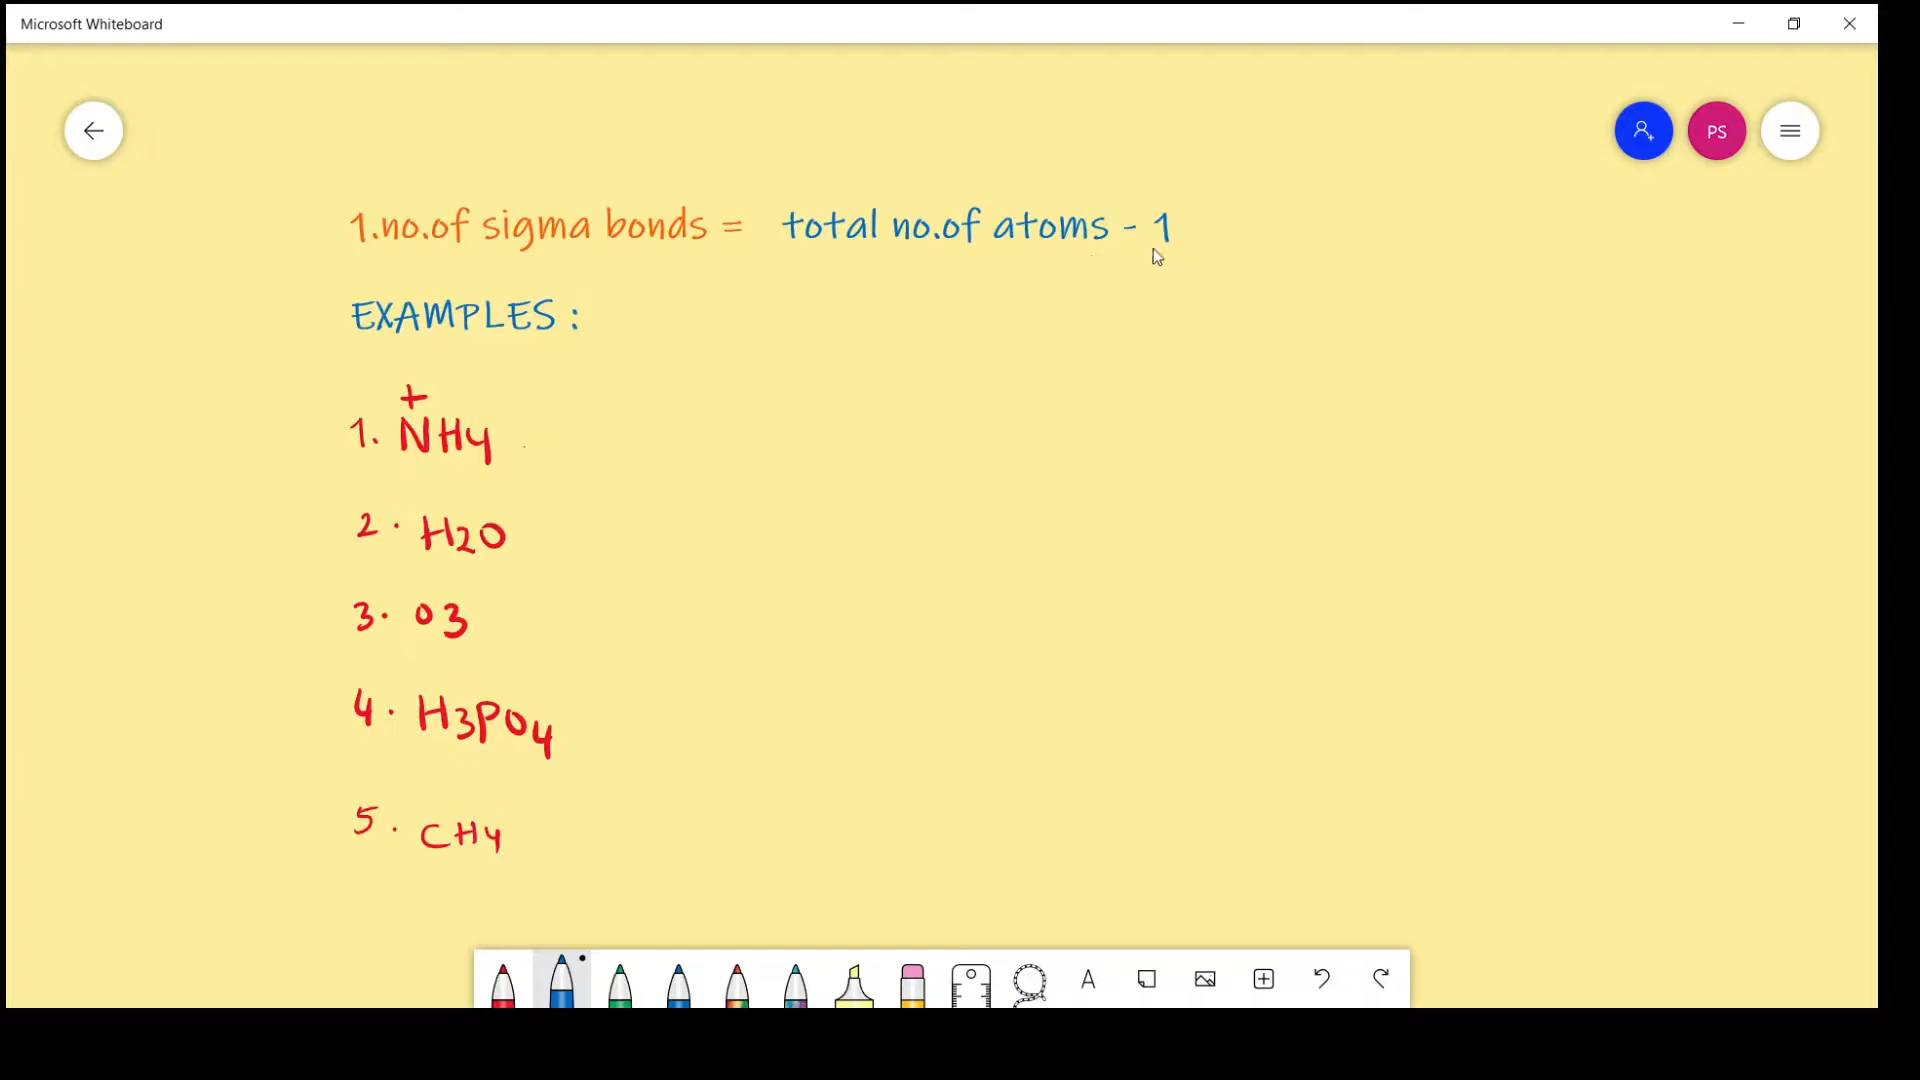 Microsoft Whiteboard
PS
1.no.of sigma bonds = total no.of atoms - 1
EXAMPLES :
+
1. NH4
2. H2O
3. O3
4. H3PO4
5. CH4
A